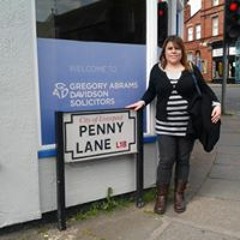 WELCOME TO
GREGORY ABRAMS
DAVIDSON
SOLICITORS
City of Liverpool
PENNY
LANE L18